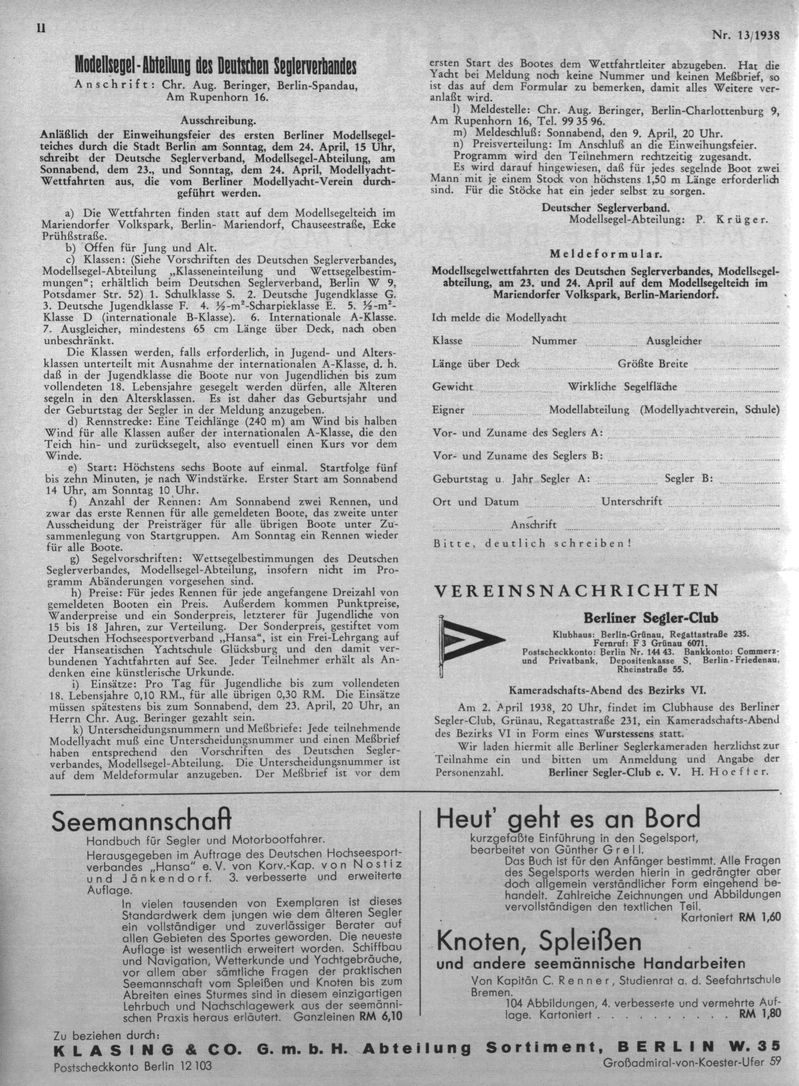 11
Nr. 13/1938
Modellsegel-Abteilung des Deutschen Seglerverbandes
Anschrift: Chr. Aug. Beringer, Berlin-Spandau,
Am Rupenhorn 16.
Ausschreibung.
Anläßlich der Einweihungsfeier des ersten Berliner Modellsegel-
teiches durch die Stadt Berlin am Sonntag, dem 24. April, 15 Uhr,
schreibt der Deutsche Seglerverband, Modellsegel-Abteilung, am
Sonnabend, dem 23., und Sonntag, dem 24. April, Modellyacht-
Wettfahrten aus, die vom Berliner Modellyacht-Verein durch-
geführt werden.
a) Die Wettfahrten finden statt auf dem Modellsegelteich im
Mariendorfer Volkspark, Berlin- Mariendorf, Chauseestraße, Ecke
Prühßstraße.
b) Offen für Jung und Alt.
c) Klassen: (Siehe Vorschriften des Deutschen Seglerverbandes,
Modellsegel-Abteilung „Klasseneinteilung und Wettsegelbestim-
mungen“; erhältlich beim Deutschen Seglerverband, Berlin W 9,
Potsdamer Str. 52) 1. Schulklasse S. 2. Deutsche Jugendklasse G.
3. Deutsche Jugendklasse F. 4. ½-m²-Scharpieklasse E. 5. ½-m²-
Klasse D (internationale B-Klasse). 6. Internationale A-Klasse.
7. Ausgleicher, mindestens 65 cm Länge über Deck, nach oben
unbeschränkt.
Die Klassen werden, falls erforderlich, in Jugend- und Alters-
klassen unterteilt mit Ausnahme der internationalen A-Klasse, d. h.
daß in der Jugendklasse die Boote nur von Jugendlichen bis zum
vollendeten 18. Lebensjahre gesegelt werden dürfen, alle Älteren
segeln in den Altersklassen. Es ist daher das Geburtsjahr und
der Geburtstag der Segler in der Meldung anzugeben.
d) Rennstrecke: Eine Teichlänge (240 m) am Wind bis halben
Wind für alle Klassen außer der internationalen A-Klasse, die den
Teich hin- und zurücksegelt, also eventuell einen Kurs vor dem
Winde.
e) Start: Höchstens sechs Boote auf einmal. Startfolge fünf
bis zehn Minuten, je nach Windstärke. Erster Start am Sonnabend
14 Uhr, am Sonntag 10 Uhr.
f) Anzahl der Rennen: Am Sonnabend zwei Rennen, und
zwar das erste Rennen für alle gemeldeten Boote, das zweite unter
Ausscheidung der Preisträger für alle übrigen Boote unter Zu-
sammenlegung von Startgruppen. Am Sonntag ein Rennen wieder
für alle Boote.
g) Segelvorschriften: Wettsegelbestimmungen des Deutschen
Seglerverbandes, Modellsegel-Abteilung, insofern nicht im Pro-
gramm Abänderungen vorgesehen sind.
h) Preise: Für jedes Rennen für jede angefangene Dreizahl von
gemeldeten Booten ein Preis. Außerdem kommen Punktpreise,
Wanderpreise und ein Sonderpreis, letzterer für Jugendliche von
15 bis 18 Jahren, zur Verteilung. Der Sonderpreis, gestiftet vom
Deutschen Hochseesportverband „Hansa“, ist ein Frei-Lehrgang auf
der Hanseatischen Yachtschule Glücksburg und den damit ver-
bundenen Yachtfahrten auf See. Jeder Teilnehmer erhält als An-
denken eine künstlerische Urkunde.
i) Einsätze: Pro Tag für Jugendliche bis zum vollendeten
18. Lebensjahre 0,10 RM., für alle übrigen 0,30 RM. Die Einsätze
müssen spätestens bis zum Sonnabend, dem 23. April, 20 Uhr, an
Herrn Chr. Aug. Beringer gezahlt sein.
k) Unterscheidungsnummern und Meßbriefe: Jede teilnehmende
Modellyacht muß eine Unterscheidungsnummer und einen Meßbrief
haben entsprechend den Vorschriften des Deutschen Segler-
verbandes, Modellsegel-Abteilung. Die Unterscheidungsnummer ist
auf dem Meldeformular anzugeben. Der Meßbrief ist vor dem
ersten Start des Bootes dem Wettfahrtleiter abzugeben. Hat die
Yacht bei Meldung noch keine Nummer und keinen Meßbrief, so
ist das auf dem Formular zu bemerken, damit alles Weitere ver-
anlaßt wird.
l) Meldestelle: Chr. Aug. Beringer, Berlin-Charlottenburg 9,
Am Rupenhorn 16, Tel. 99 35 96.
m) Meldeschluß: Sonnabend, den 9. April, 20 Uhr.
n) Preisverteilung: Im Anschluß an die Einweihungsfeier.
Programm wird den Teilnehmern rechtzeitig zugesandt.
Es wird darauf hingewiesen, daß für jedes segelnde Boot zwei
Mann mit je einem Stock von höchstens 1,50 m Länge erforderlich
sind. Für die Stöcke hat ein jeder selbst zu sorgen.
Deutscher Seglerverband.
Modellsegel-Abteilung: P. Krüger.
Meldeformular.
Modellsegelwettfahrten des Deutschen Seglerverbandes, Modellsegel-
abteilung, am 23. und 24. April auf dem Modellsegelteich im
Mariendorfer Volkspark, Berlin-Mariendorf.
Ich melde die Modellyacht
Klasse Nummer Ausgleicher
Länge über Deck Größte Breite
Gewicht Wirkliche Segelfläche
Eigner Modellabteilung (Modellyachtverein, Schule)
Vor- und Zuname des Seglers A:
Vor- und Zuname des Seglers B:
Geburtstag u. Jahr Segler A: Segler B:
Ort und Datum Unterschrift
Anschrift
Bitte, deutlich schreiben!
VEREINSNACHRICHTEN
Berliner Segler-Club
Klubhaus: Berlin-Grünau, Regattastraße 235.
Fernruf: F 3 Grünau 6071.
Postscheckkonto: Berlin Nr. 144 43. Bankkonto: Commerz-
und Privatbank, Depositenkasse S, Berlin-Friedenau,
Rheinstraße 55.
Kameradschafts-Abend des Bezirks VI.
Am 2. April 1938, 20 Uhr, findet im Clubhause des Berliner
Segler-Club, Grünau, Regattastraße 231, ein Kameradschafts-Abend
des Bezirks VI in Form eines Wurstessens statt.
Wir laden hiermit alle Berliner Seglerkameraden herzlichst zur
Teilnahme ein und bitten um Anmeldung und Angabe der
Personenzahl. Berliner Segler-Club e. V. H. Hoefter.
Seemannschaft
Handbuch für Segler und Motorbootfahrer.
Herausgegeben im Auftrage des Deutschen Hochseesport-
verbandes „Hansa“ e. V. von Korv.-Kap. von Nostiz
und Jänkendorf. 3. verbesserte und erweiterte
Auflage.
In vielen tausenden von Exemplaren ist dieses
Standardwerk dem jungen wie dem älteren Segler
ein vollständiger und zuverlässiger Berater auf
allen Gebieten des Sportes geworden. Die neueste
Auflage ist wesentlich erweitert worden. Schiffbau
und Navigation, Wetterkunde und Yachtgebräuche,
vor allem aber sämtliche Fragen der praktischen
Seemannschaft vom Spleißen und Knoten bis zum
Abreiten eines Sturmes sind in diesem einzigartigen
Lehrbuch und Nachschlagewerk aus der seemänni-
schen Praxis heraus erläutert. Ganzleinen RM 6,10
Heut' geht es an Bord
kurzgefaßte Einführung in den Segelsport,
bearbeitet von Günther Grell.
Das Buch ist für den Anfänger bestimmt. Alle Fragen
des Segelsports werden hierin in gedrängter aber
doch allgemein verständlicher Form eingehend be-
handelt. Zahlreiche Zeichnungen und Abbildungen
vervollständigen den textlichen Teil.
Kartoniert RM 1,60
Knoten, Spleißen
und andere seemännische Handarbeiten
Von Kapitän C. Renner, Studienrat a. d. Seefahrtschule
Bremen.
104 Abbildungen, 4. verbesserte und vermehrte Auf-
lage. Kartoniert . . . . . . . . . RM 1,80
Zu beziehen durch:
KLASING & CO. G. m. b. H. Abteilung Sortiment, BERLIN W. 35
Postscheckkonto Berlin 12 103
Großadmiral-von-Koester-Ufer 59